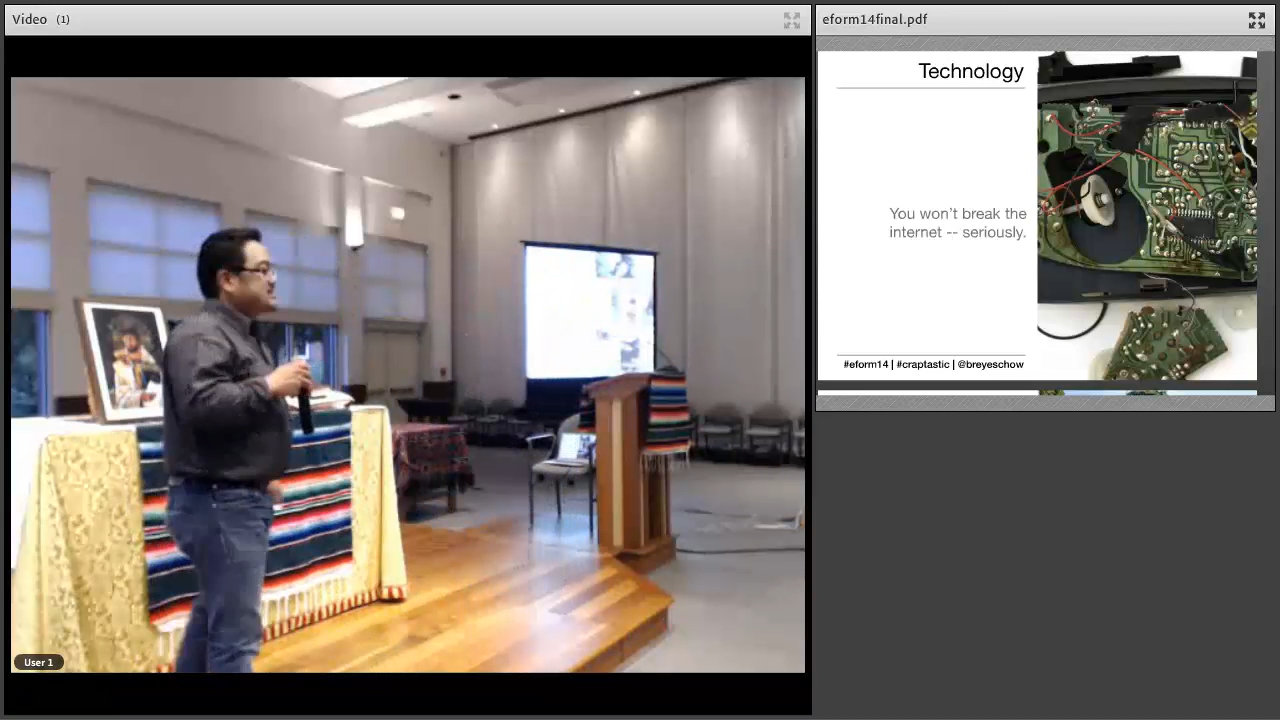 Video (1)
eform14final.pdf
Technology
You won't break the
internet -- seriously.
#eform14 | #craptastic | @breyeschow
User 1